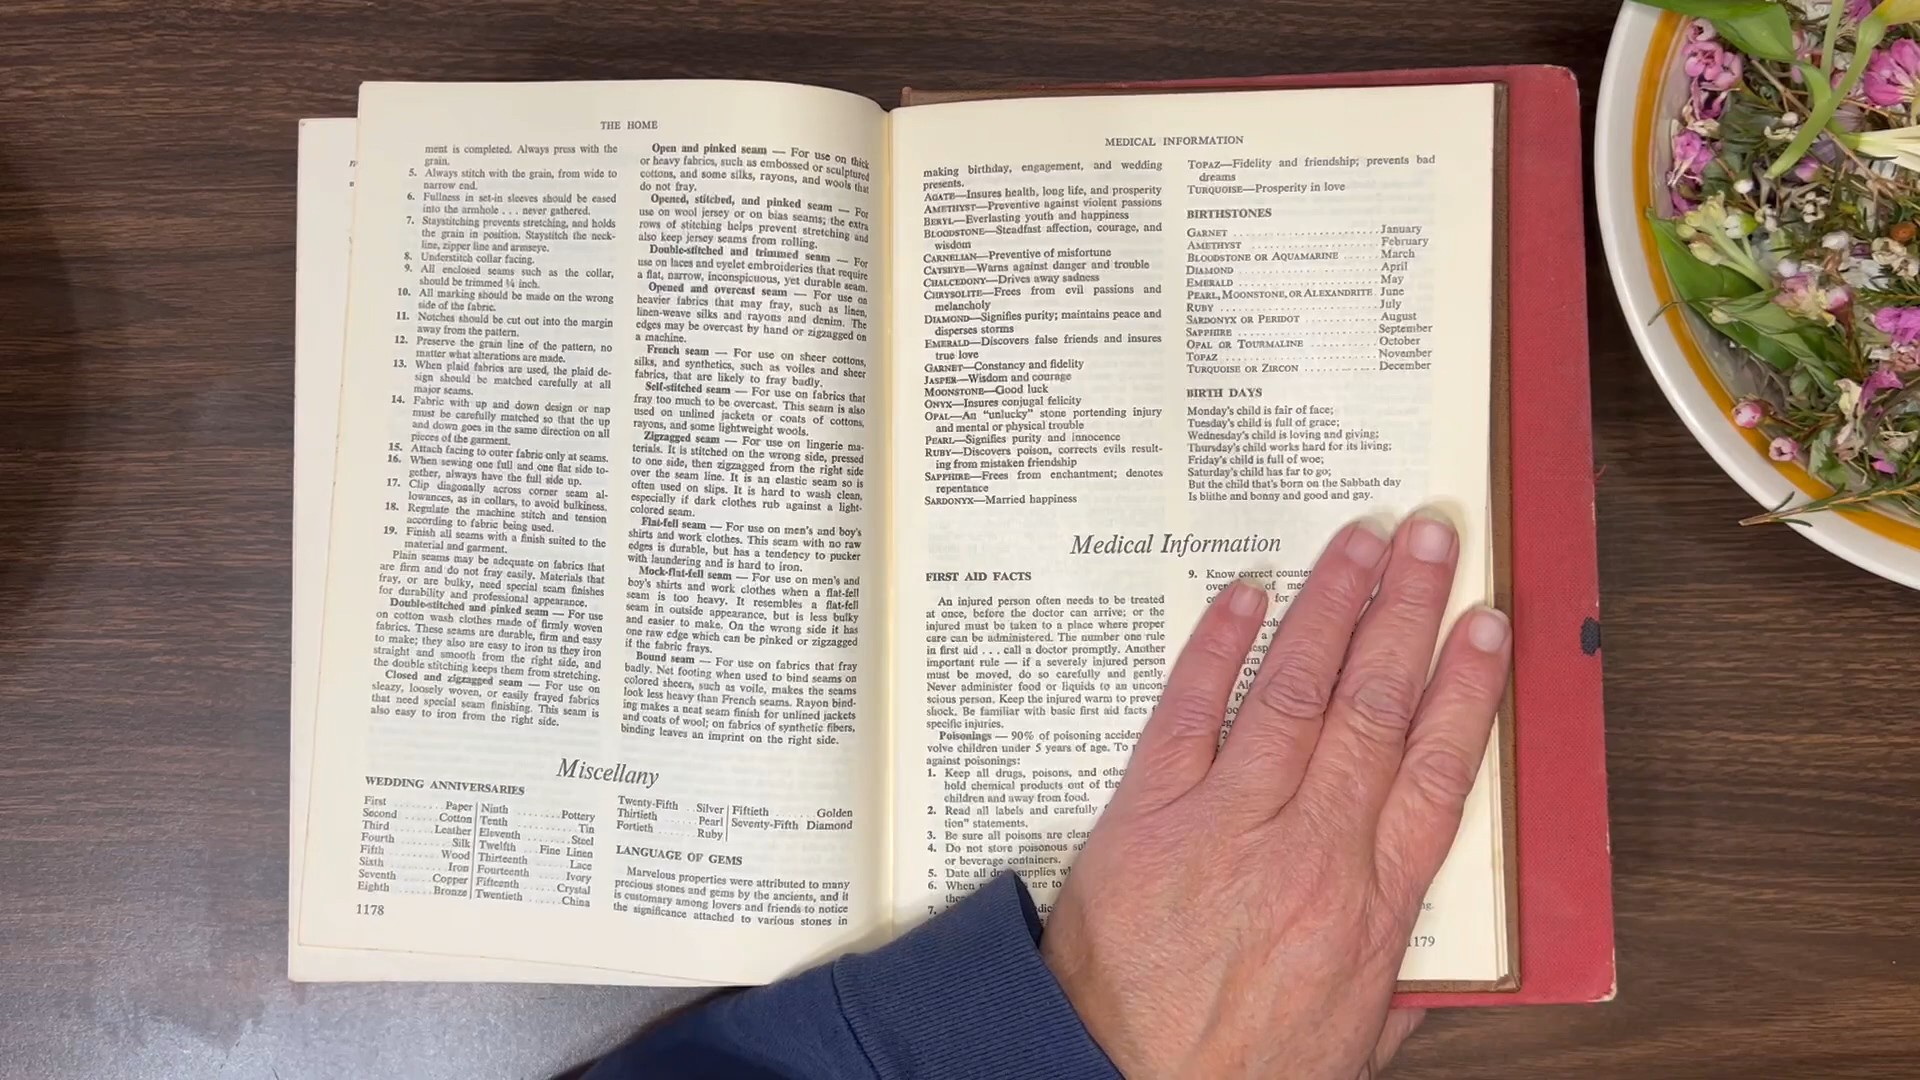 THE HOME
ment is completed. Always press with the
grain.
5. Always stitch with the grain, from wide to
narrow end.
6. Fullness in set-in sleeves should be eased
into the armhole . . . never gathered.
7. Staystitching prevents stretching, and holds
the grain in position. Staystitch the neck-
line, zipper line and armseye.
8. Understitch collar facing.
9. All enclosed seams such as the collar,
should be trimmed ¼ inch.
10. All marking should be made on the wrong
side of the fabric.
11. Notches should be cut out into the margin
away from the pattern.
12. Preserve the grain line of the pattern, no
matter what alterations are made.
13. When plaid fabrics are used, the plaid de-
sign should be matched carefully at all
major seams.
14. Fabric with up and down design or nap
must be carefully matched so that the up
and down goes in the same direction on all
pieces of the garment.
15. Attach facing to outer fabric only at seams.
16. When sewing one full and one flat side to-
gether, always have the full side up.
17. Clip diagonally across corner seam al-
lowances, as in collars, to avoid bulkiness.
18. Regulate the machine stitch and tension
according to fabric being used.
19. Finish all seams with a finish suited to the
material and garment.
Plain seams may be adequate on fabrics that
are firm and do not fray easily. Materials that
fray, or are bulky, need special seam finishes
for durability and professional appearance.
Double-stitched and pinked seam — For use
on cotton wash clothes made of firmly woven
fabrics. These seams are durable, firm and easy
to make; they also are easy to iron as they iron
straight and smooth from the right side, and
the double stitching keeps them from stretching.
Closed and zigzagged seam — For use on
sleazy, loosely woven, or easily frayed fabrics
that need special seam finishing. This seam is
also easy to iron from the right side.
Open and pinked seam — For use on thick
or heavy fabrics, such as embossed or sculptured
cottons, and some silks, rayons, and wools that
do not fray.
Opened, stitched, and pinked seam — For
use on wool jersey or on bias seams; the extra
rows of stitching helps prevent stretching and
also keep jersey seams from rolling.
Double-stitched and trimmed seam — For
use on laces and eyelet embroideries that require
a flat, narrow, inconspicuous, yet durable seam.
Opened and overcast seam — For use on
heavier fabrics that may fray, such as linen,
linen-weave silks and rayons and denim. The
edges may be overcast by hand or zigzagged on
a machine.
French seam — For use on sheer cottons,
silks, and synthetics, such as voiles and sheer
fabrics, that are likely to fray badly.
Self-stitched seam — For use on fabrics that
fray too much to be overcast. This seam is also
used on unlined jackets or coats of cottons,
rayons, and some lightweight wools.
Zigzagged seam — For use on lingerie ma-
terials. It is stitched on the wrong side, pressed
to one side, then zigzagged from the right side
over the seam line. It is an elastic seam so is
often used on slips. It is hard to wash clean,
especially if dark clothes rub against a light-
colored seam.
Flat-fell seam — For use on men's and boy's
shirts and work clothes. This seam with no raw
edges is durable, but has a tendency to pucker
with laundering and is hard to iron.
Mock-flat-fell seam — For use on men's and
boy's shirts and work clothes when a flat-fell
seam is too heavy. It resembles a flat-fell
seam in outside appearance, but is less bulky
and easier to make. On the wrong side it has
one raw edge which can be pinked or zigzagged
if the fabric frays.
Bound seam — For use on fabrics that fray
badly. Net footing when used to bind seams on
colored sheers, such as voile, makes the seams
look less heavy than French seams. Rayon bind-
ing makes a neat seam finish for unlined jackets
and coats of wool; on fabrics of synthetic fibers,
binding leaves an imprint on the right side.
Miscellany
WEDDING ANNIVERSARIES
First ........ Paper
Second ........ Cotton
Third ........ Leather
Fourth ........ Silk
Fifth ........ Wood
Sixth ........ Iron
Seventh ...... Copper
Eighth ...... Bronze
Ninth ........ Pottery
Tenth ........ Tin
Eleventh ........ Steel
Twelfth .. Fine Linen
Thirteenth ...... Lace
Fourteenth ..... Ivory
Fifteenth ..... Crystal
Twentieth ...... China
Twenty-Fifth .. Silver
Thirtieth ...... Pearl
Fortieth ...... Ruby
Fiftieth ....... Golden
Seventy-Fifth Diamond
LANGUAGE OF GEMS
Marvelous properties were attributed to many
precious stones and gems by the ancients, and it
is customary among lovers and friends to notice
the significance attached to various stones in
1178
MEDICAL INFORMATION
making birthday, engagement, and wedding
presents.
AGATE—Insures health, long life, and prosperity
AMETHYST—Preventive against violent passions
BERYL—Everlasting youth and happiness
BLOODSTONE—Steadfast affection, courage, and
wisdom
CARNELIAN—Preventive of misfortune
CATSEYE—Warns against danger and trouble
CHALCEDONY—Drives away sadness
CHRYSOLITE—Frees from evil passions and
melancholy
DIAMOND—Signifies purity; maintains peace and
disperses storms
EMERALD—Discovers false friends and insures
true love
GARNET—Constancy and fidelity
JASPER—Wisdom and courage
MOONSTONE—Good luck
ONYX—Insures conjugal felicity
OPAL—An "unlucky" stone portending injury
and mental or physical trouble
PEARL—Signifies purity and innocence
RUBY—Discovers poison, corrects evils result-
ing from mistaken friendship
SAPPHIRE—Frees from enchantment; denotes
repentance
SARDONYX—Married happiness
TOPAZ—Fidelity and friendship; prevents bad
dreams
TURQUOISE—Prosperity in love
BIRTHSTONES
GARNET ........ January
AMETHYST ........ February
BLOODSTONE OR AQUAMARINE ...... March
DIAMOND ........ April
EMERALD ........ May
PEARL, MOONSTONE, OR ALEXANDRITE . June
RUBY ........ July
SARDONYX OR PERIDOT ....... August
SAPPHIRE ........ September
OPAL OR TOURMALINE ........ October
TOPAZ ........ November
TURQUOISE OR ZIRCON ........ December
BIRTH DAYS
Monday's child is fair of face;
Tuesday's child is full of grace;
Wednesday's child is loving and giving;
Thursday's child works hard for its living;
Friday's child is full of woe;
Saturday's child has far to go;
But the child that's born on the Sabbath day
Is blithe and bonny and good and gay.
Medical Information
FIRST AID FACTS
An injured person often needs to be treated
at once, before the doctor can arrive; or the
injured must be taken to a place where proper
care can be administered. The number one rule
in first aid . . . call a doctor promptly. Another
important rule — if a severely injured person
must be moved, do so carefully and gently.
Never administer food or liquids to an uncon-
scious person. Keep the injured warm to
shock. Be familiar with basic first aid facts
specific injuries.
Poisonings — 90% of poisoning
volve children under 5 years of age. To
against poisonings:
1. Keep all drugs, poisons, and
hold chemical products out of the
children and away from food.
2. Read all labels and carefully
tion" statements.
3. Be sure all poisons are
4. Do not store poisonous
or beverage containers.
5. Date all supplies
6. When are to
7.
9. Know correct
of
for
1179